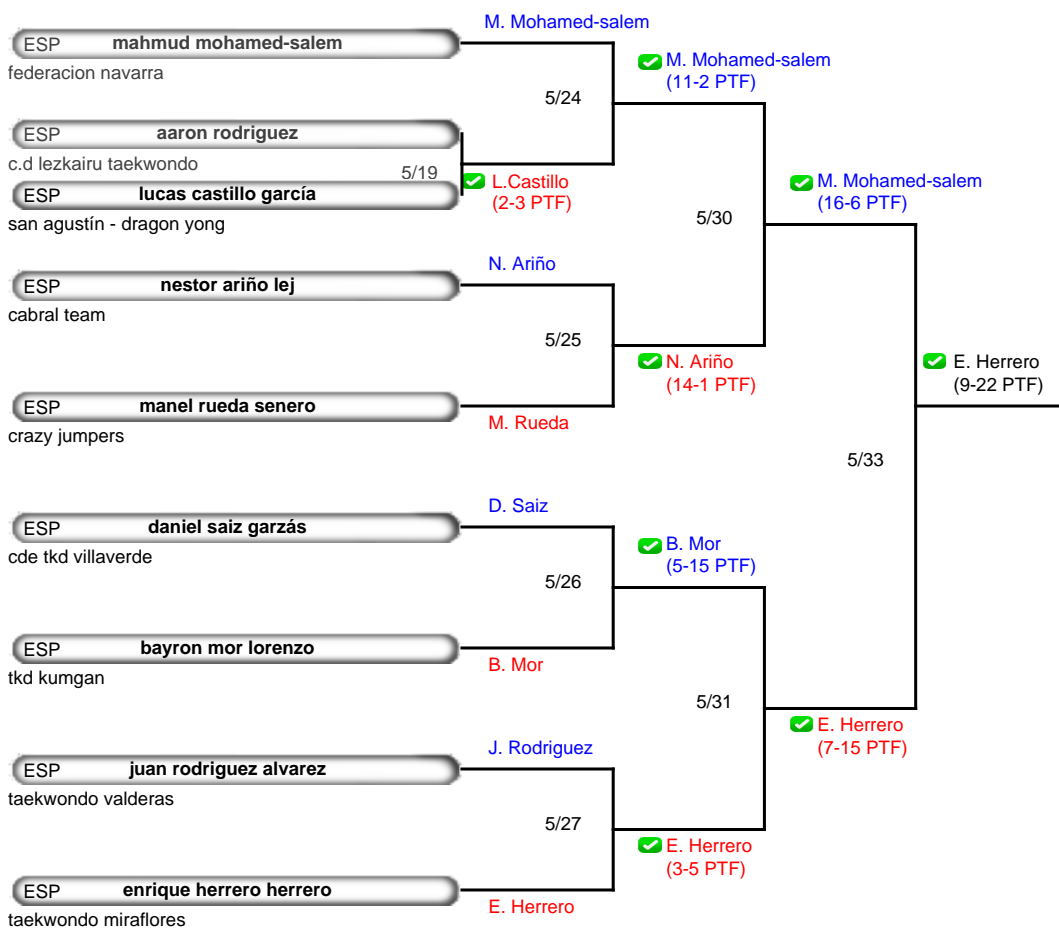 M. Mohamed-salem
ESP mahmud mohamed-salem
federacion navarra
M. Mohamed-salem
(11-2 PTF)
5/24
ESP aaron rodriguez
c.d lezkairu taekwondo
5/19
L.Castillo
(2-3 PTF)
ESP lucas castillo garcía
san agustín - dragon yong
M. Mohamed-salem
(16-6 PTF)
5/30
N. Ariño
ESP nestor ariño lej
cabral team
5/25
N. Ariño
(14-1 PTF)
E. Herrero
(9-22 PTF)
ESP manel rueda senero
crazy jumpers
M. Rueda
5/33
D. Saiz
ESP daniel saiz garzás
cde tkd villaverde
B. Mor
(5-15 PTF)
5/26
ESP bayron mor lorenzo
tkd kumgan
B. Mor
5/31
E. Herrero
(7-15 PTF)
J. Rodriguez
ESP juan rodriguez alvarez
taekwondo valderas
5/27
E. Herrero
(3-5 PTF)
ESP enrique herrero herrero
taekwondo miraflores
E. Herrero